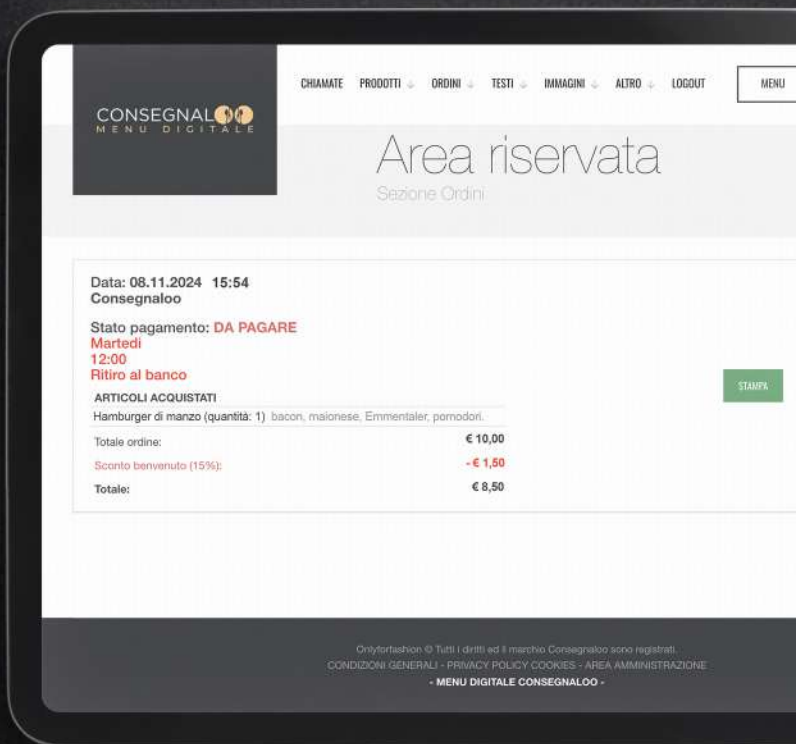 CONSEGNALOO
MENU DIGITALE
CHIAMATE PRODOTTI ORDINI TESTI IMMAGINI ALTRO LOGOUT MENU
Area riservata
Sezione Ordini
Data: 08.11.2024 15:54
Consegnaloo
Stato pagamento: DA PAGARE
Martedì
12:00
Ritiro al banco
ARTICOLI ACQUISTATI
Hamburger di manzo (quantità: 1) bacon, maionese, Emmentaler, pomodori.
Totale ordine: € 10,00
Sconto benvenuto (15%): - € 1,50
Totale: € 8,50
STAMPA
Onlyforfashion © Tutti i diritti ed il marchio Consegnaloo sono registrati.
CONDIZIONI GENERALI - PRIVACY POLICY COOKIES - AREA AMMINISTRAZIONE
- MENU DIGITALE CONSEGNALOO -